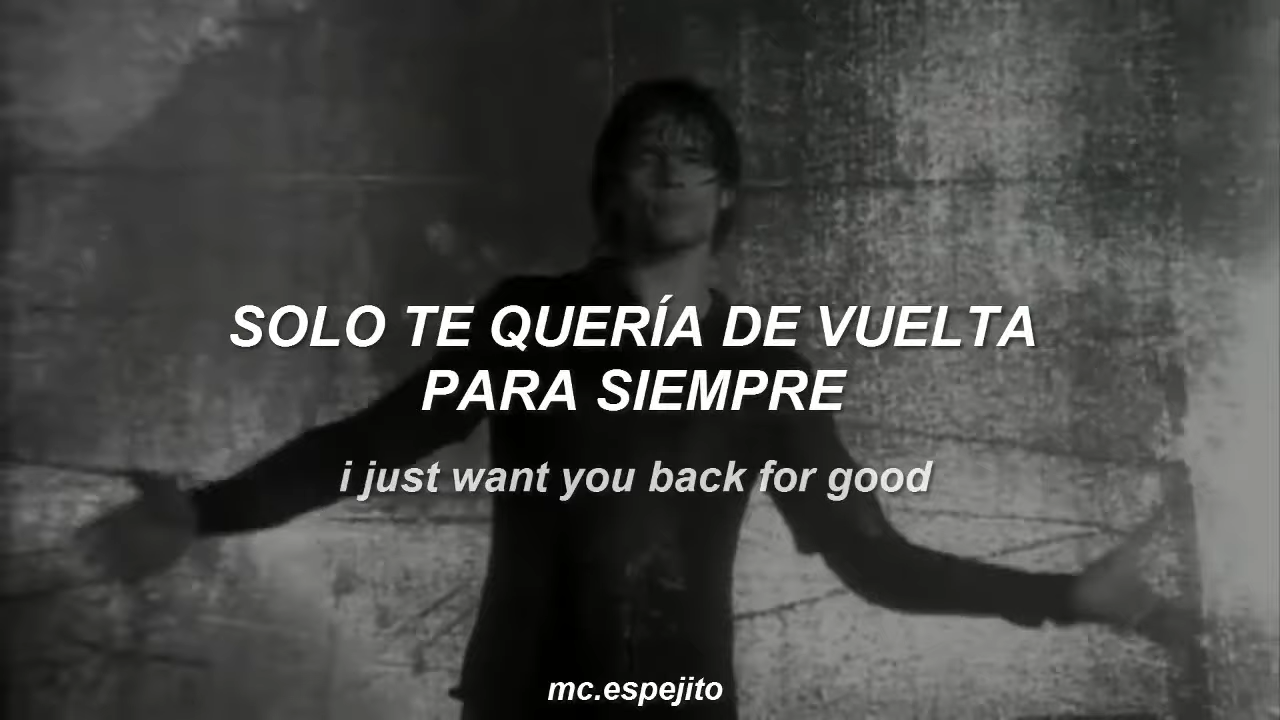 SOLO TE QUERÍA DE VUELTA
PARA SIEMPRE
i just want you back for good
mc.espejito